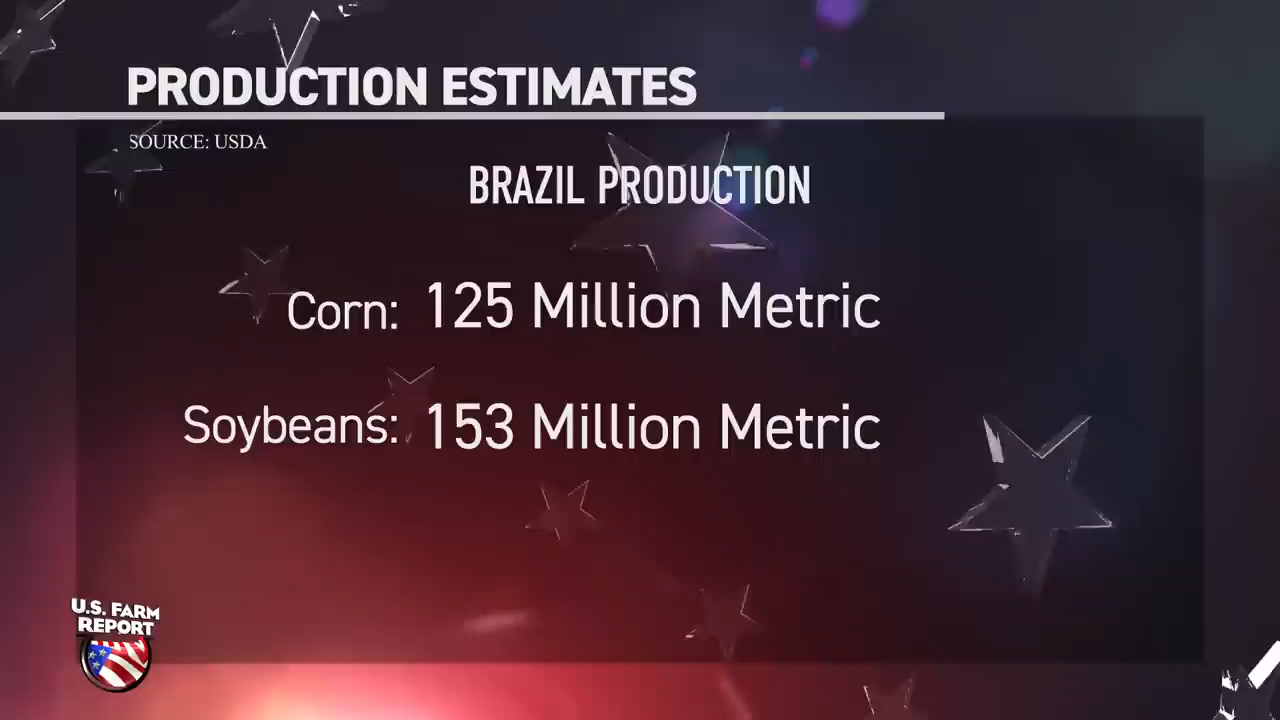 PRODUCTION ESTIMATES
SOURCE: USDA
BRAZIL PRODUCTION
Corn: 125 Million Metric
Soybeans: 153 Million Metric
U.S. FARM
REPORT